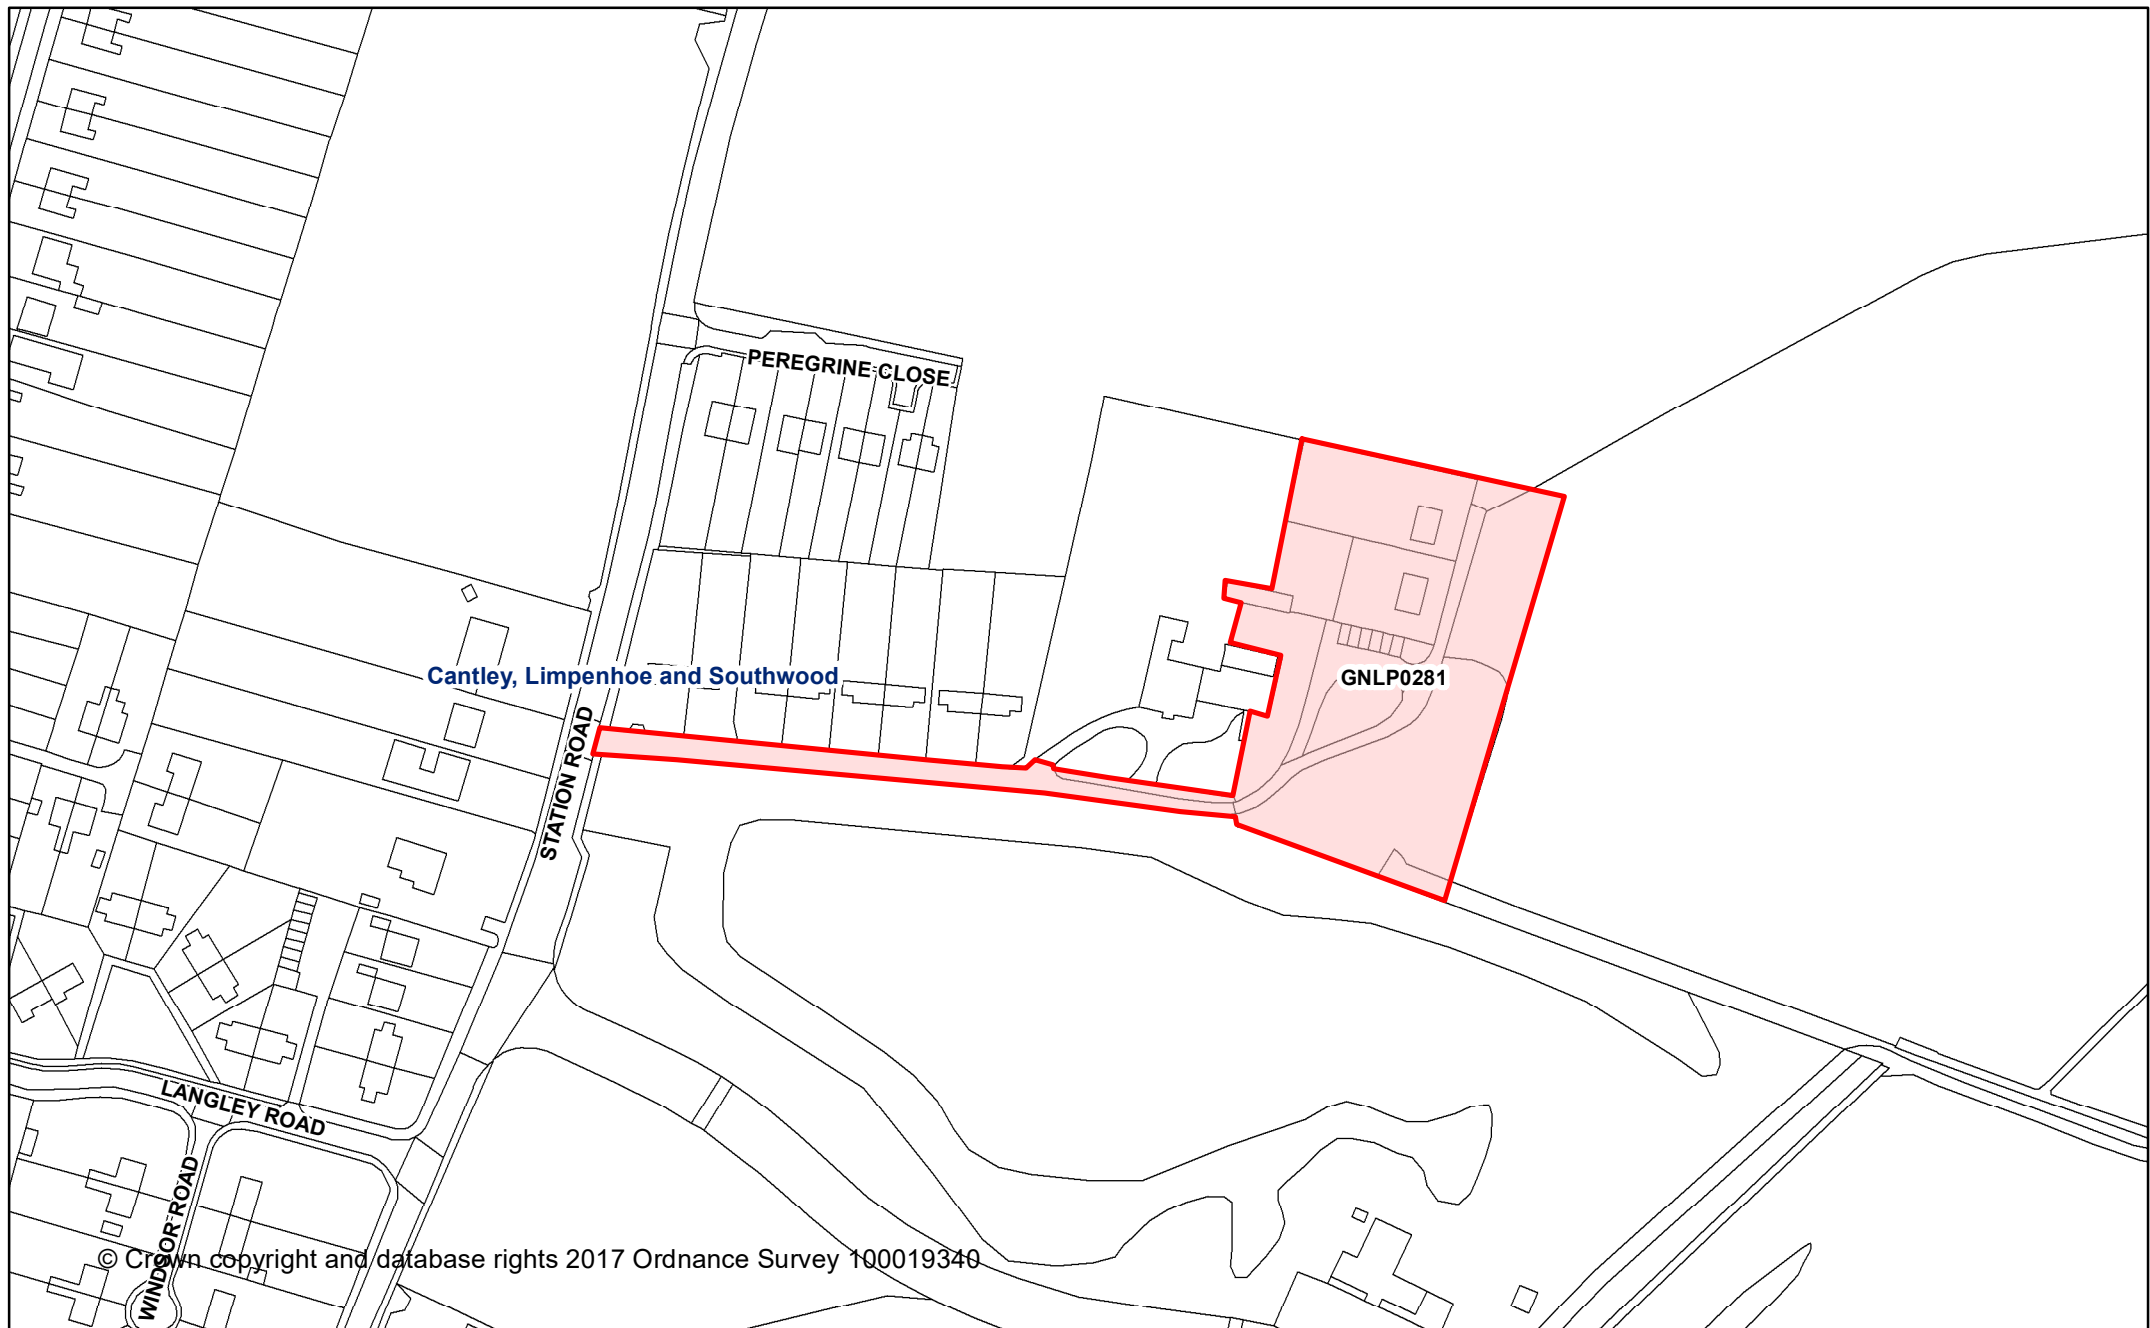 PEREGRINE CLOSE
Cantley, Limpenhoe and Southwood
GNLP0281
STATION ROAD
LANGLEY ROAD
WINDSOR ROAD
© Crown copyright and database rights 2017 Ordnance Survey 100019340